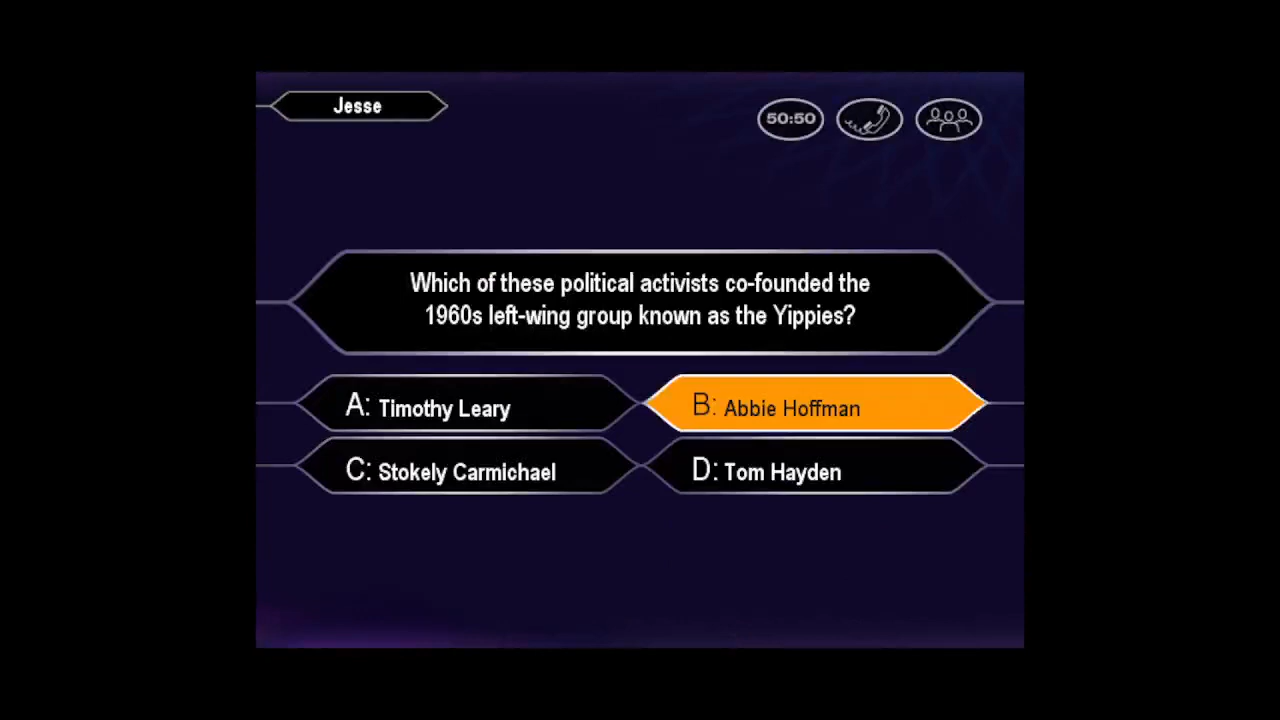 Jesse
50:50
Which of these political activists co-founded the
1960s left-wing group known as the Yippies?
A: Timothy Leary
B: Abbie Hoffman
C: Stokely Carmichael
D: Tom Hayden